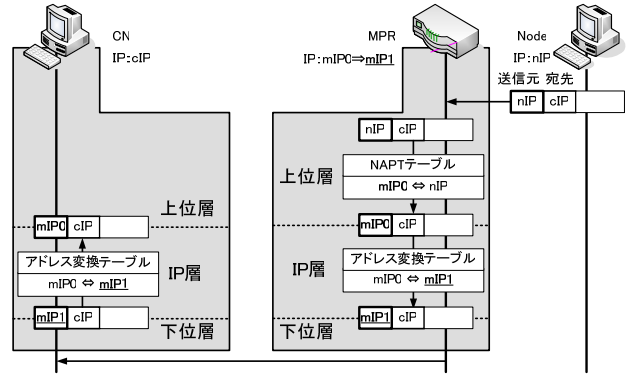 CN
IP:cIP
MPR
IP:mIP0⇒mIP1
Node
IP:nIP
送信元 宛先
nIP cIP
nIP cIP
NAPTテーブル
mIP0 ⇔ nIP
上位層
mIP0 cIP
アドレス変換テーブル
mIP0 ⇔ mIP1
IP層
mIP1 cIP
下位層
上位層
mIP0 cIP
アドレス変換テーブル
mIP0 ⇔ mIP1
IP層
mIP1 cIP
下位層